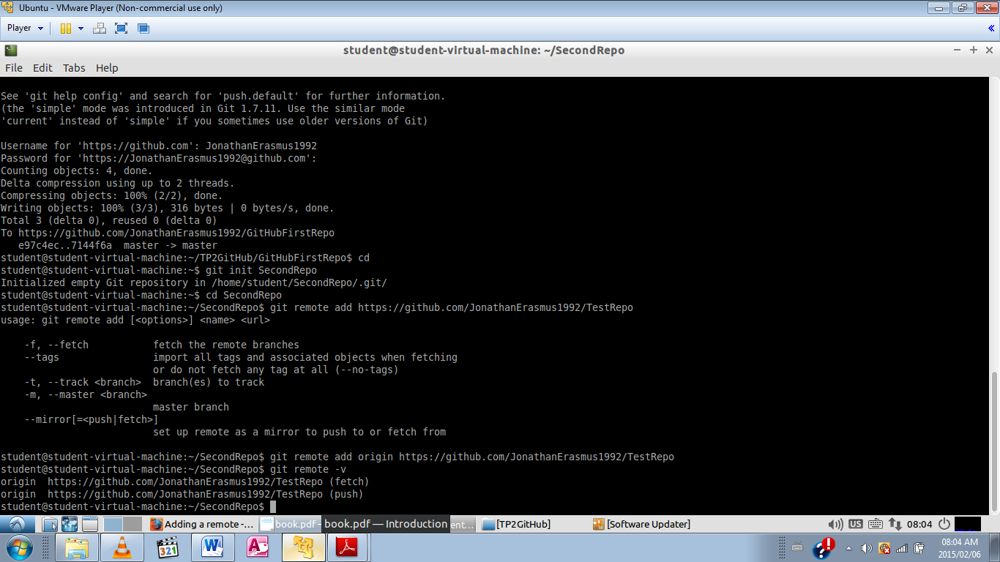 Ubuntu - VMware Player (Non-commercial use only)
Player
student@student-virtual-machine: ~/SecondRepo
File Edit Tabs Help
See 'git help config' and search for 'push.default' for further information.
(the 'simple' mode was introduced in Git 1.7.11. Use the similar mode
'current' instead of 'simple' if you sometimes use older versions of Git)
Username for 'https://github.com': JonathanErasmus1992
Password for 'https://JonathanErasmus1992@github.com':
Counting objects: 4, done.
Delta compression using up to 2 threads.
Compressing objects: 100% (2/2), done.
Writing objects: 100% (3/3), 316 bytes | 0 bytes/s, done.
Total 3 (delta 0), reused 0 (delta 0)
To https://github.com/JonathanErasmus1992/GitHubFirstRepo
   e97c4ec..7144f6a  master -> master
student@student-virtual-machine:~/TP2GitHub/GitHubFirstRepo$ cd
student@student-virtual-machine:~$ git init SecondRepo
Initialized empty Git repository in /home/student/SecondRepo/.git/
student@student-virtual-machine:~$ cd SecondRepo
student@student-virtual-machine:~/SecondRepo$ git remote add https://github.com/JonathanErasmus1992/TestRepo
usage: git remote add [<options>] <name> <url>
    -f, --fetch           fetch the remote branches
    --tags                import all tags and associated objects when fetching
                          or do not fetch any tag at all (--no-tags)
    -t, --track <branch>  branch(es) to track
    -m, --master <branch>
                          master branch
    --mirror[=<push|fetch>]
                          set up remote as a mirror to push to or fetch from
student@student-virtual-machine:~/SecondRepo$ git remote add origin https://github.com/JonathanErasmus1992/TestRepo
student@student-virtual-machine:~/SecondRepo$ git remote -v
origin  https://github.com/JonathanErasmus1992/TestRepo (fetch)
origin  https://github.com/JonathanErasmus1992/TestRepo (push)
student@student-virtual-machine:~/SecondRepo$
Adding a remote -... book.pdf - book.pdf — Introduction ent... [TP2GitHub] [Software Updater] US 08:04
321 W A 08:04 AM
2015/02/06